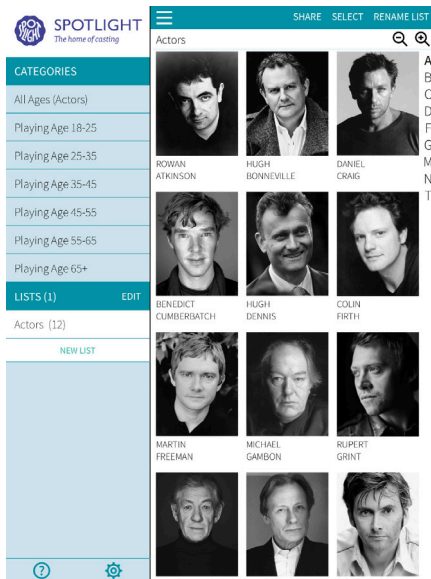 SPOTLIGHT
The home of casting
CATEGORIES
All Ages (Actors)
Playing Age 18-25
Playing Age 25-35
Playing Age 35-45
Playing Age 45-55
Playing Age 55-65
Playing Age 65+
LISTS (1) EDIT
Actors (12)
NEW LIST
SHARE SELECT RENAME LIST
Actors
ROWAN
ATKINSON
HUGH
BONNEVILLE
DANIEL
CRAIG
BENEDICT
CUMBERBATCH
HUGH
DENNIS
COLIN
FIRTH
MARTIN
FREEMAN
MICHAEL
GAMBON
RUPERT
GRINT
A
B
C
D
F
G
M
N
T